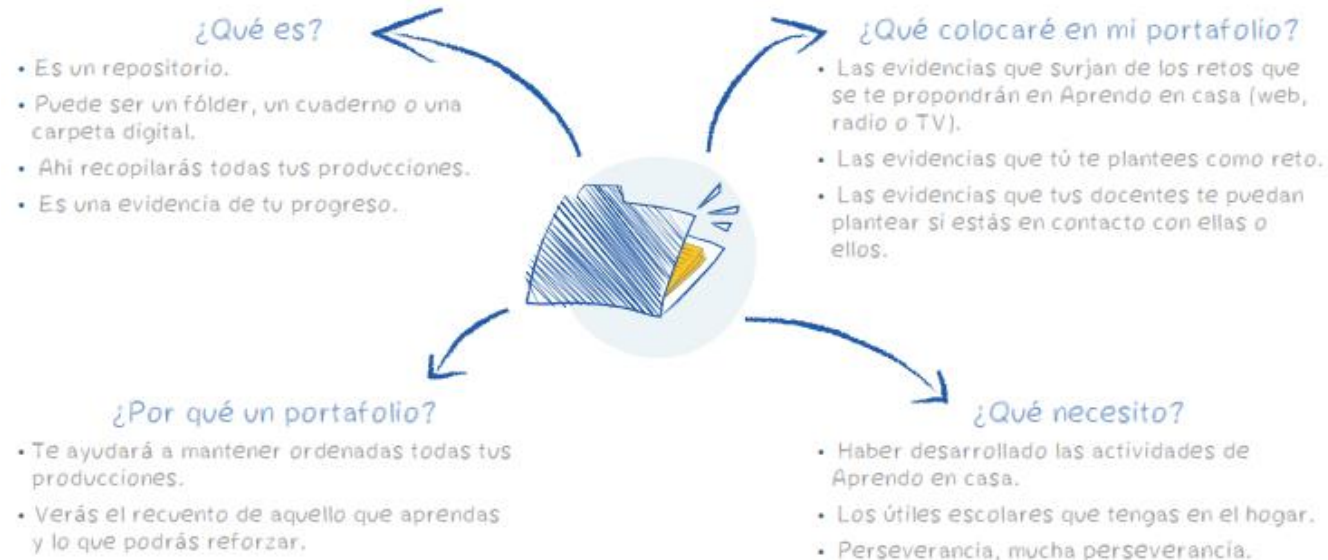 ¿Qué es?
• Es un repositorio.
• Puede ser un fólder, un cuaderno o una
carpeta digital.
• Ahi recopilarás todas tus producciones.
• Es una evidencia de tu progreso.
¿Qué colocaré en mi portafolio?
• Las evidencias que surjan de los retos que
se te propondrán en Aprendo en casa (web,
radio o TV).
• Las evidencias que tú te plantees como reto.
• Las evidencias que tus docentes te puedan
plantear si estás en contacto con ellas o
ellos.
¿Por qué un portafolio?
• Te ayudará a mantener ordenadas todas tus
producciones.
• Verás el recuento de aquello que aprendas
y lo que podrás reforzar.
¿Qué necesito?
• Haber desarrollado las actividades de
Aprendo en casa.
• Los útiles escolares que tengas en el hogar.
• Perseverancia, mucha perseverancia.